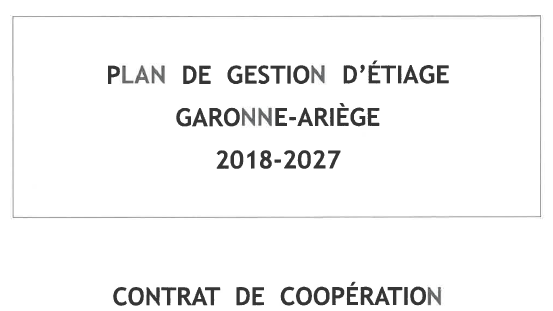 PLAN DE GESTION D'ÉTIAGE
GARONNE-ARIÈGE
2018-2027
CONTRAT DE COOPÉRATION